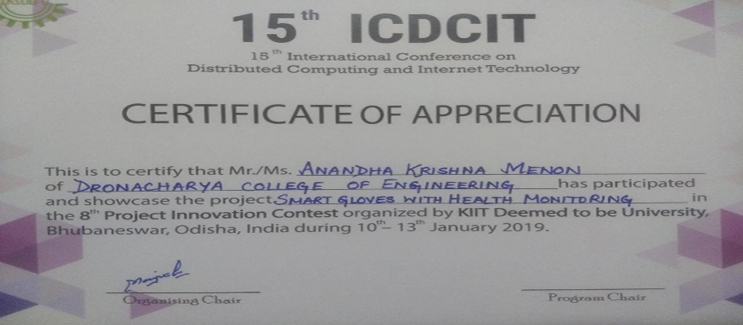 15th ICDCIT
15th International Conference on
Distributed Computing and Internet Technology
CERTIFICATE OF APPRECIATION
This is to certify that Mr./Ms. ANANDHA KRISHNA MENON
of DRONACHARYA COLLEGE OF ENGINEERING has participated
and showcase the project SMART GLOVES WITH HEALTH MONITORING in
the 8th Project Innovation Contest organized by KIIT Deemed to be University,
Bhubaneswar, Odisha, India during 10th - 13th January 2019.
Organising Chair
Program Chair